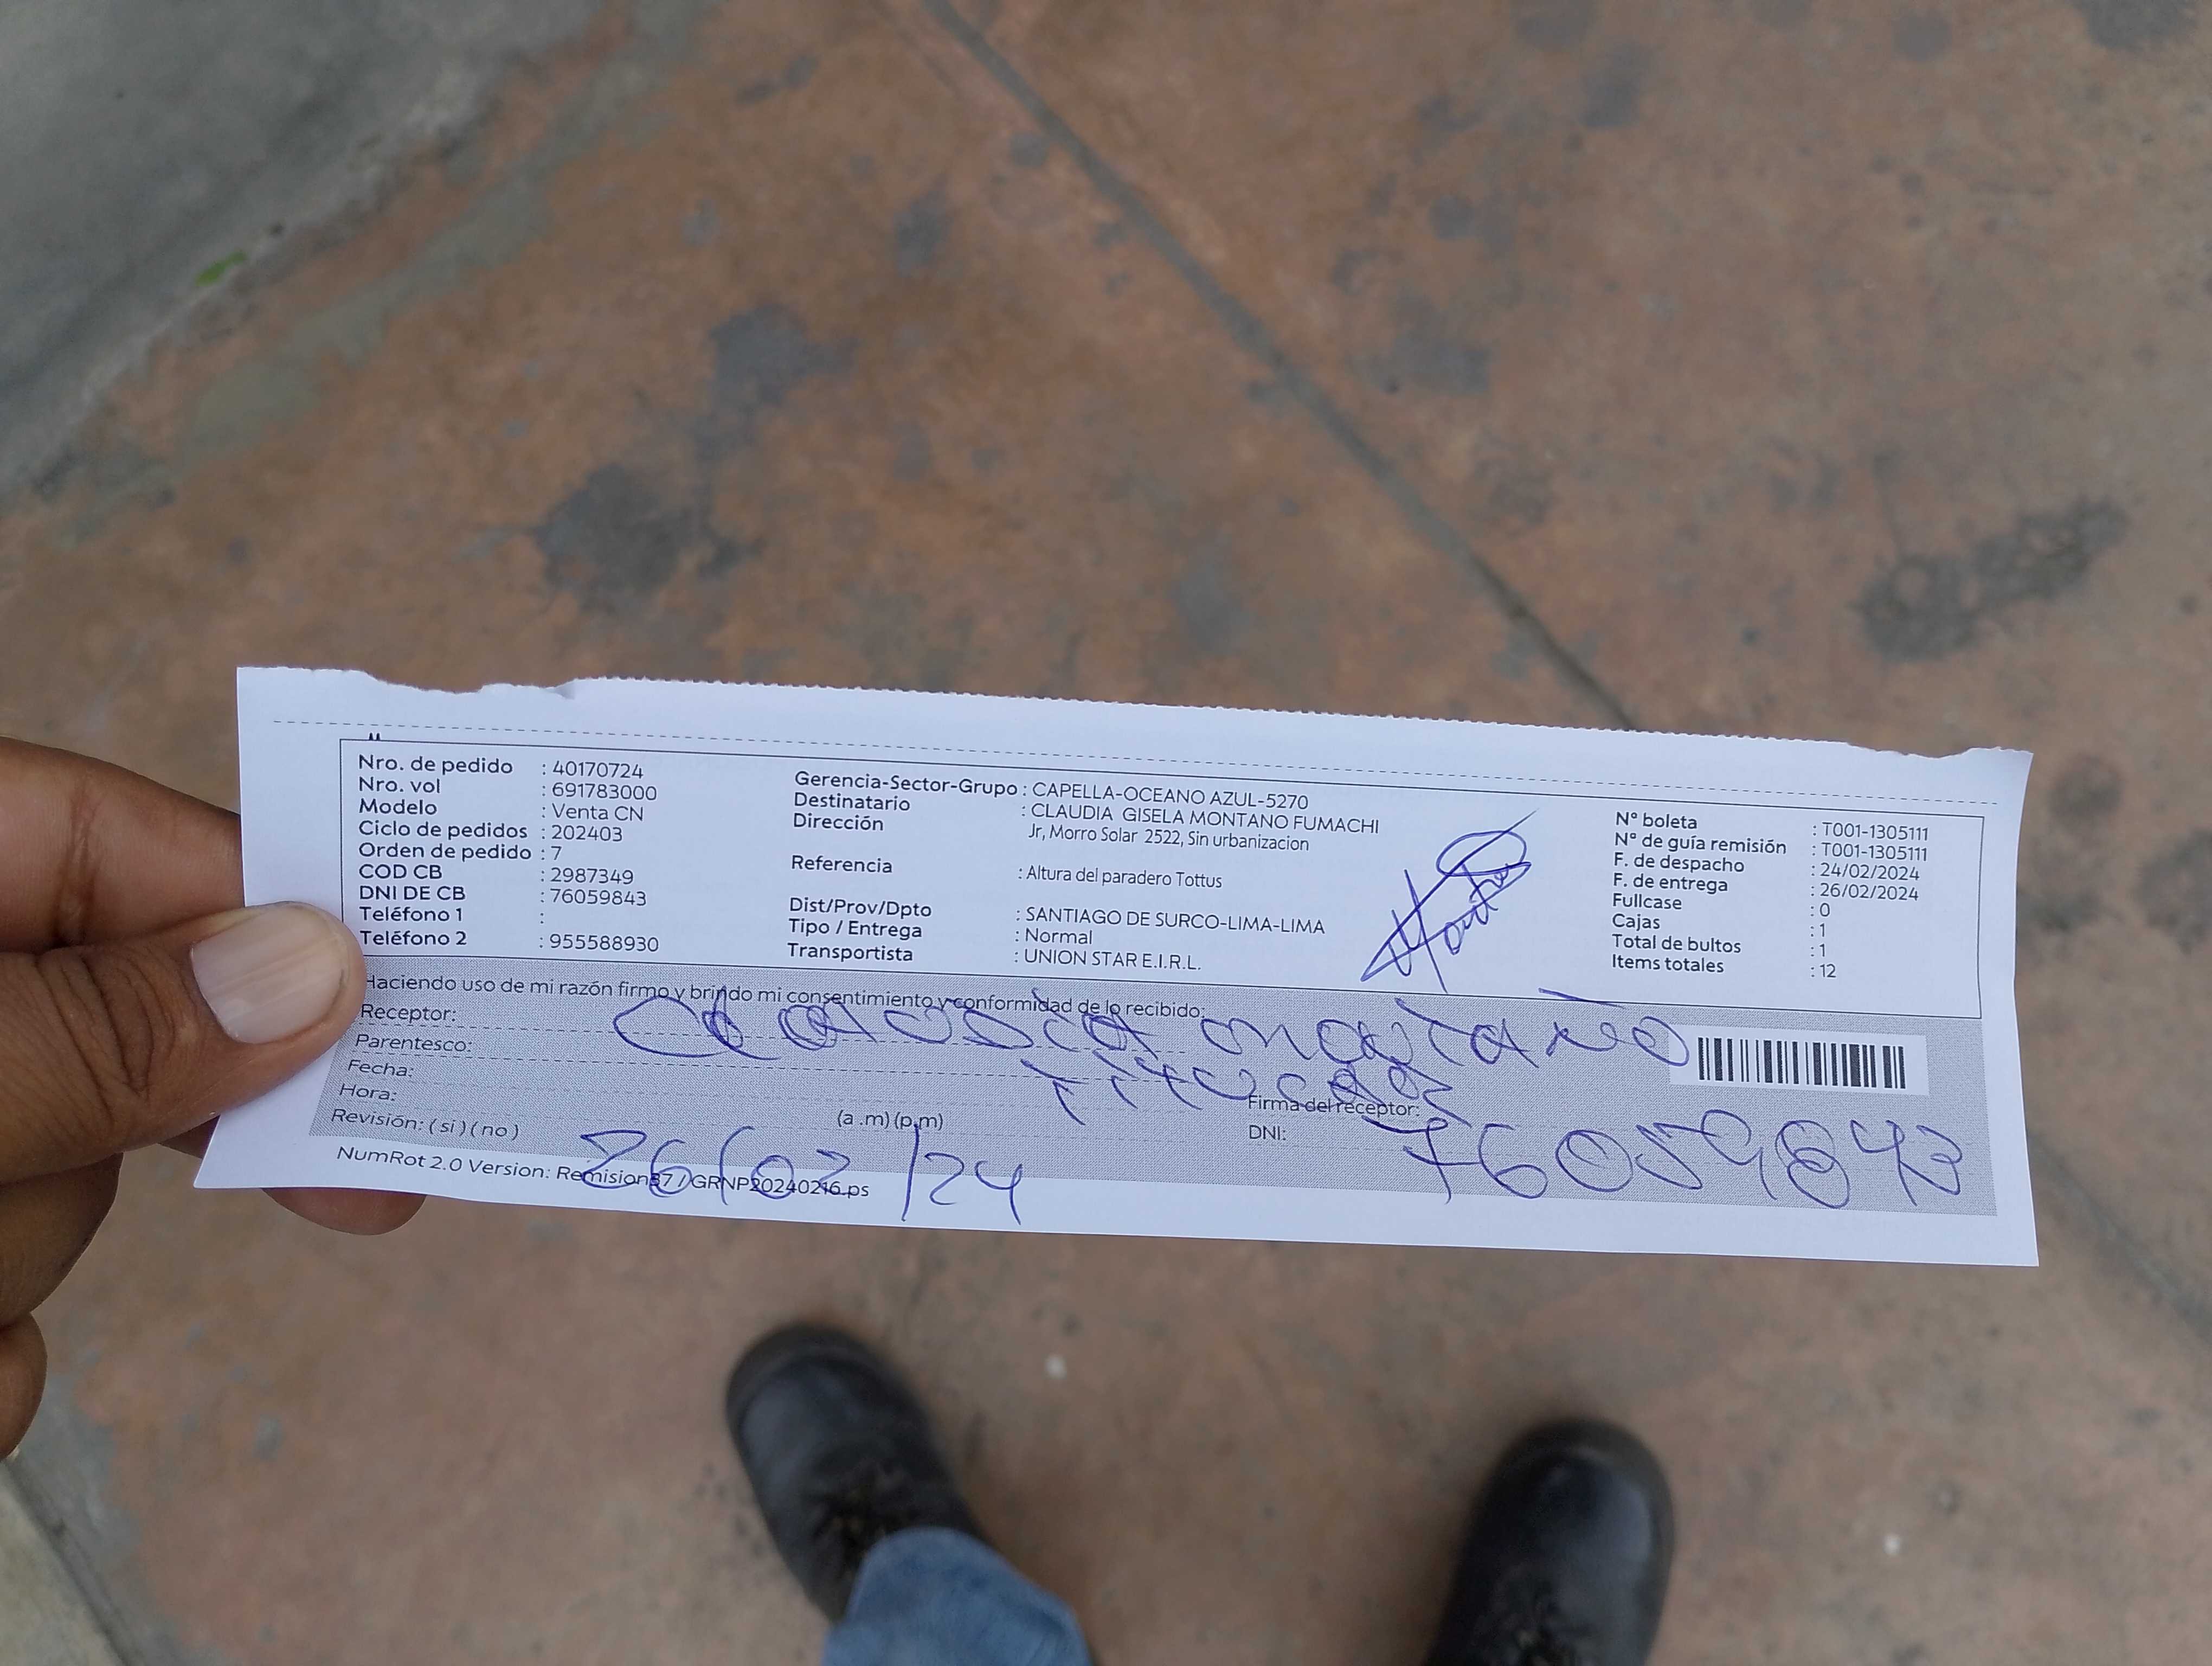 Nro. de pedido : 40170724
Nro. vol : 691783000
Modelo : Venta CN
Ciclo de pedidos : 202403
Orden de pedido : 7
COD CB : 2987349
DNI DE CB : 76059843
Teléfono 1 :
Teléfono 2 : 955588930
Gerencia-Sector-Grupo : CAPELLA-OCEANO AZUL-5270
Destinatario : CLAUDIA GISELA MONTANO FUMACHI
Dirección Jr, Morro Solar 2522, Sin urbanizacion
Referencia : Altura del paradero Tottus
Dist/Prov/Dpto : SANTIAGO DE SURCO-LIMA-LIMA
Tipo / Entrega : Normal
Transportista : UNION STAR E.I.R.L.
N° boleta : T001-1305111
N° de guía remisión : T001-1305111
F. de despacho : 24/02/2024
F. de entrega : 26/02/2024
Fullcase : 0
Cajas : 1
Total de bultos : 1
Items totales : 12
Haciendo uso de mi razón firmo y brindo mi consentimiento y conformidad de lo recibido:
Receptor: Claudia montaño
Parentesco: Titular
Fecha:
Hora: (a .m) (p.m)
Firma del receptor:
Revisión: ( si ) ( no ) 26/02/24
DNI: 76059843
NumRot 2.0 Version: Remision87 / GRNP20240216.ps